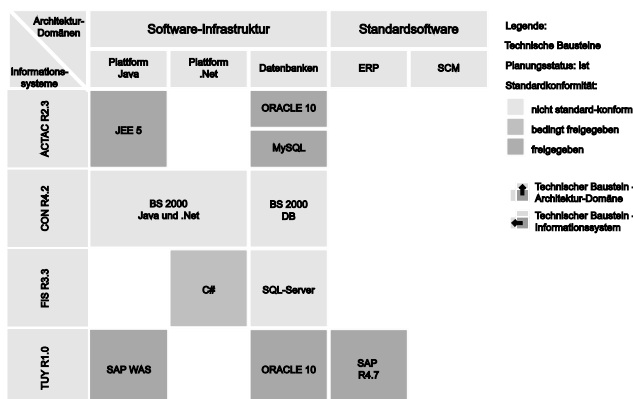 Architektur-
Domänen
Informations-
systeme
Software-Infrastruktur
Standardsoftware
Plattform
Java
Plattform
.Net
Datenbanken
ERP
SCM
ACTAC R2.3
JEE 5
ORACLE 10
MySQL
CON R4.2
BS 2000
Java und .Net
BS 2000
DB
FIS R3.3
C#
SQL-Server
TUY R1.0
SAP WAS
ORACLE 10
SAP
R4.7
Legende:
Technische Bausteine
Planungsstatus: Ist
Standardkonformität:
nicht standard-konform
bedingt freigegeben
freigegeben
Technischer Baustein -
Architektur-Domäne
Technischer Baustein -
Informationssystem